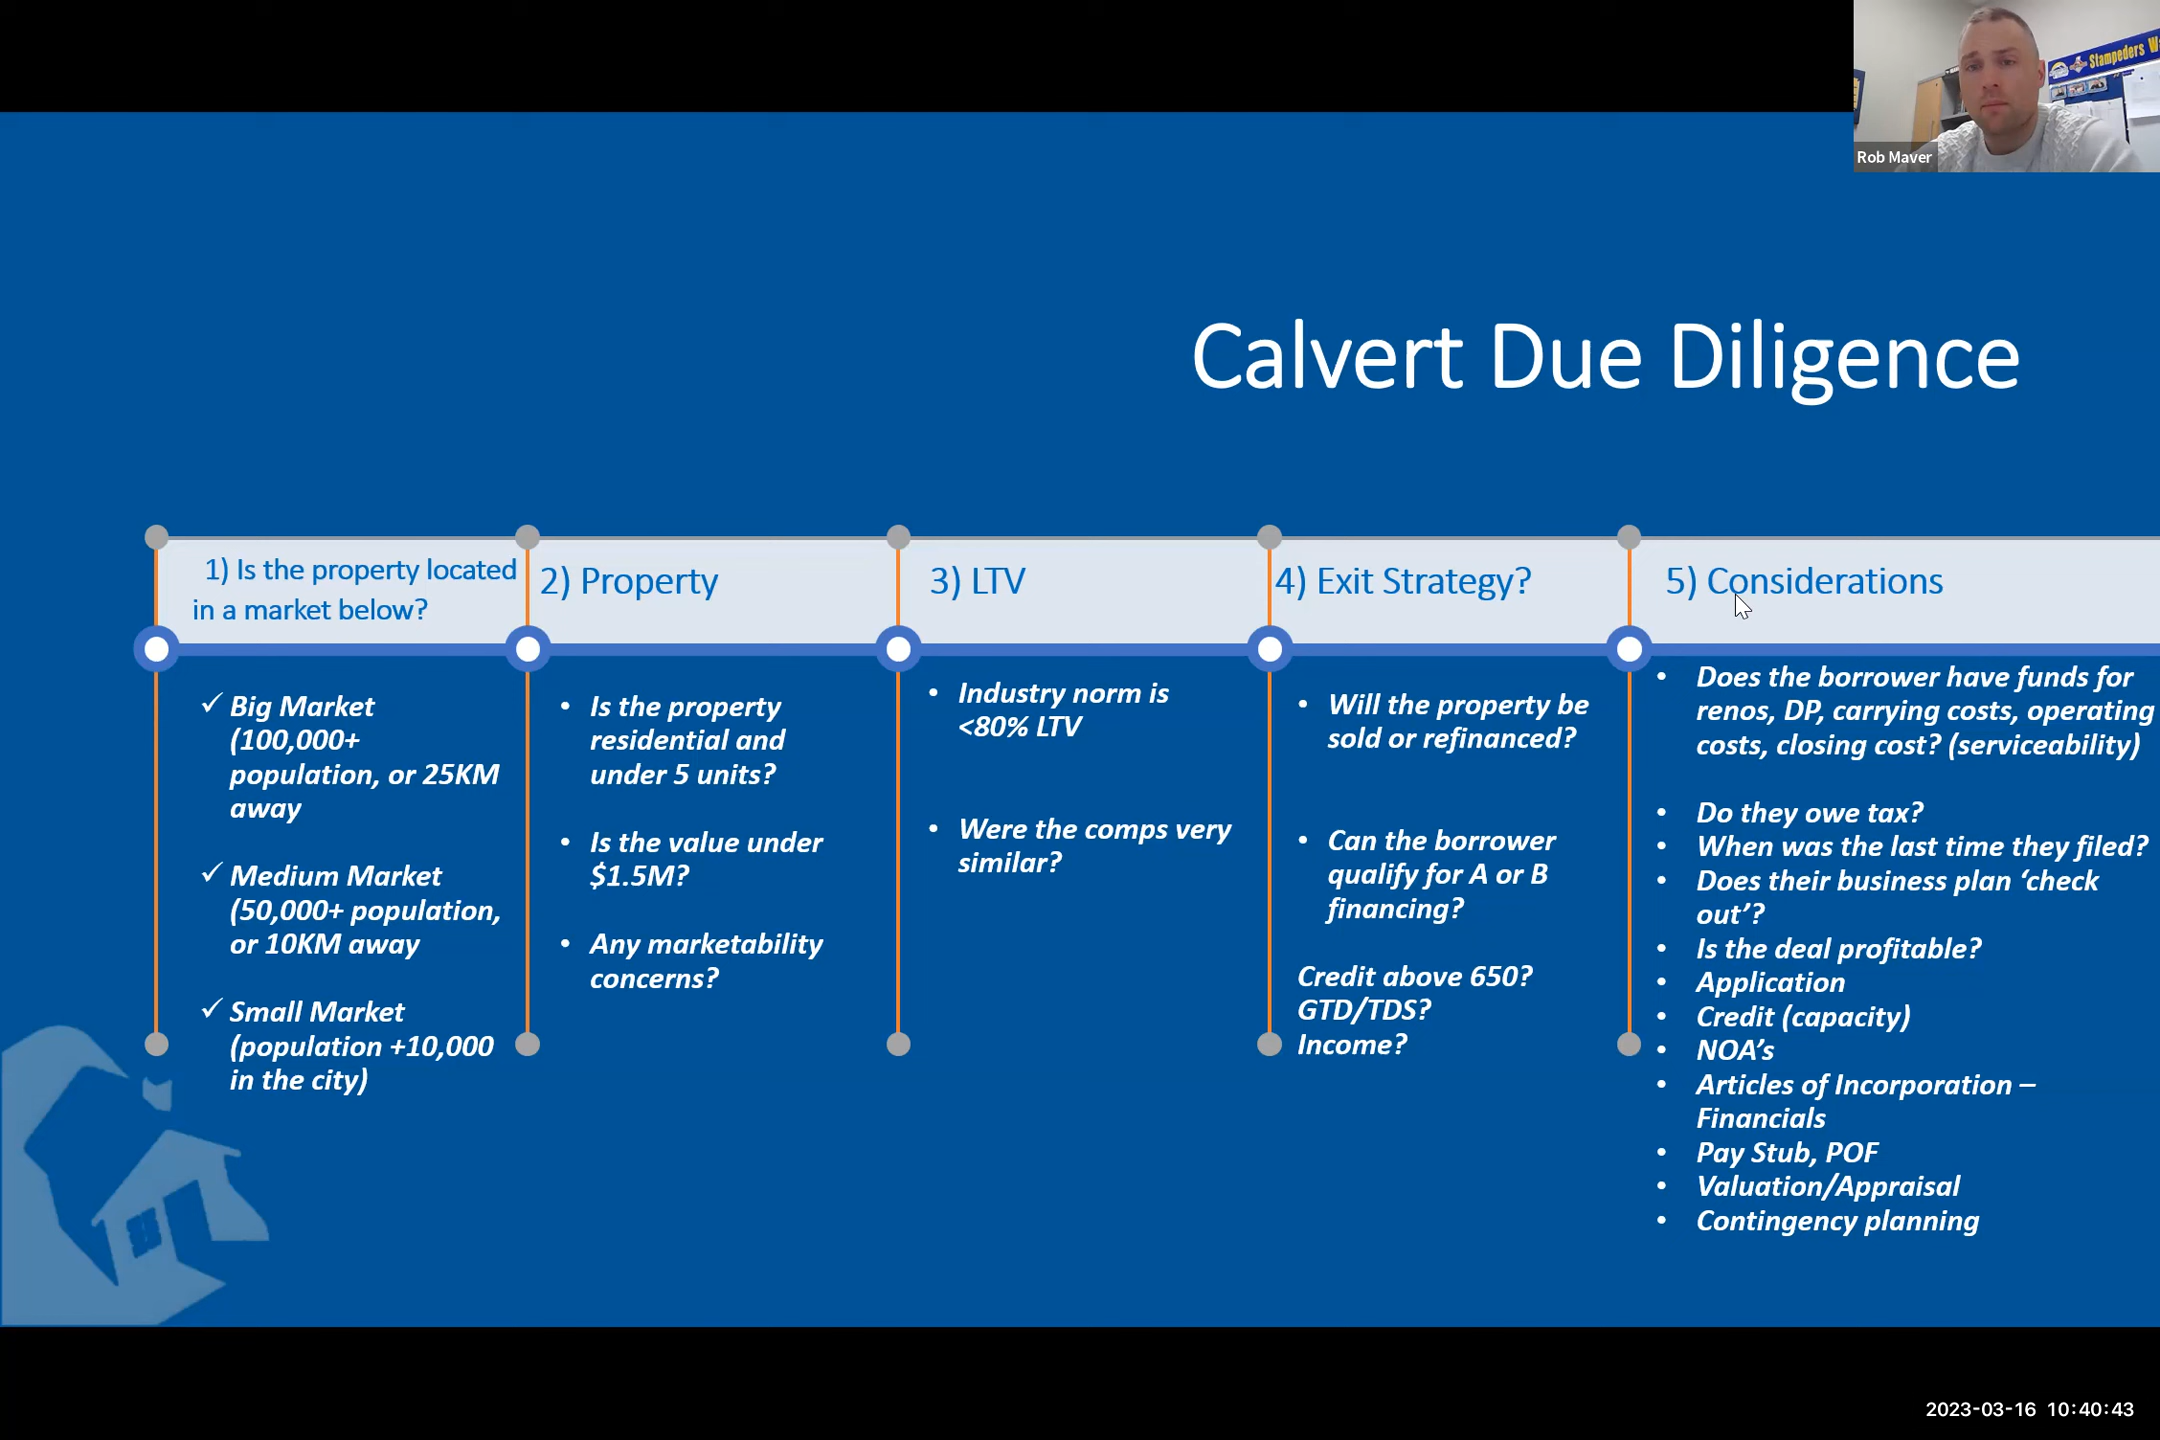 Stampeders
Rob Maver
Calvert Due Diligence
1) Is the property located
in a market below?
✓ Big Market
(100,000+
population, or 25KM
away
✓ Medium Market
(50,000+ population,
or 10KM away
✓ Small Market
(population +10,000
in the city)
2) Property
• Is the property
residential and
under 5 units?
• Is the value under
$1.5M?
• Any marketability
concerns?
3) LTV
• Industry norm is
<80% LTV
• Were the comps very
similar?
4) Exit Strategy?
• Will the property be
sold or refinanced?
• Can the borrower
qualify for A or B
financing?
Credit above 650?
GTD/TDS?
Income?
5) Considerations
• Does the borrower have funds for
renos, DP, carrying costs, operating
costs, closing cost? (serviceability)
• Do they owe tax?
• When was the last time they filed?
• Does their business plan ‘check
out’?
• Is the deal profitable?
• Application
• Credit (capacity)
• NOA’s
• Articles of Incorporation –
Financials
• Pay Stub, POF
• Valuation/Appraisal
• Contingency planning
2023-03-16 10:40:43